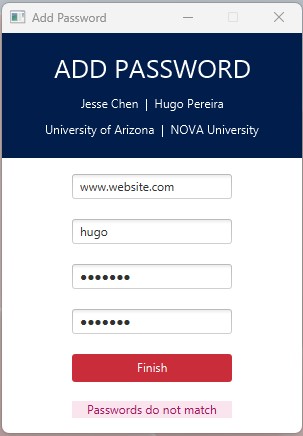 Add Password
ADD PASSWORD
Jesse Chen | Hugo Pereira
University of Arizona | NOVA University
www.website.com
hugo
●●●●●●●
●●●●●●●
Finish
Passwords do not match